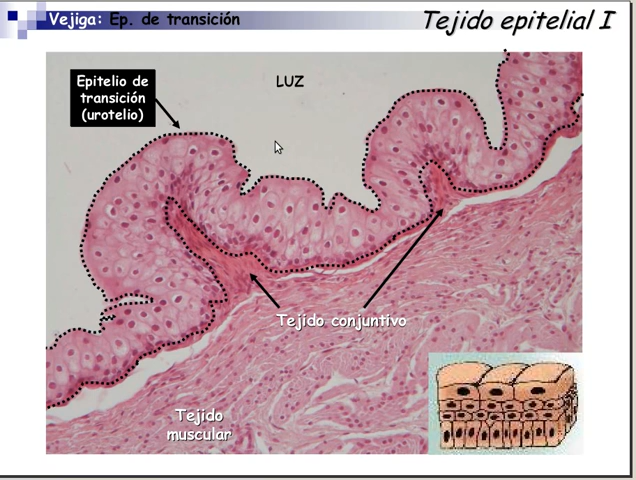 Vejiga: Ep. de transición
Tejido epitelial I
Epitelio de
transición
(urotelio)
LUZ
Tejido conjuntivo
Tejido
muscular